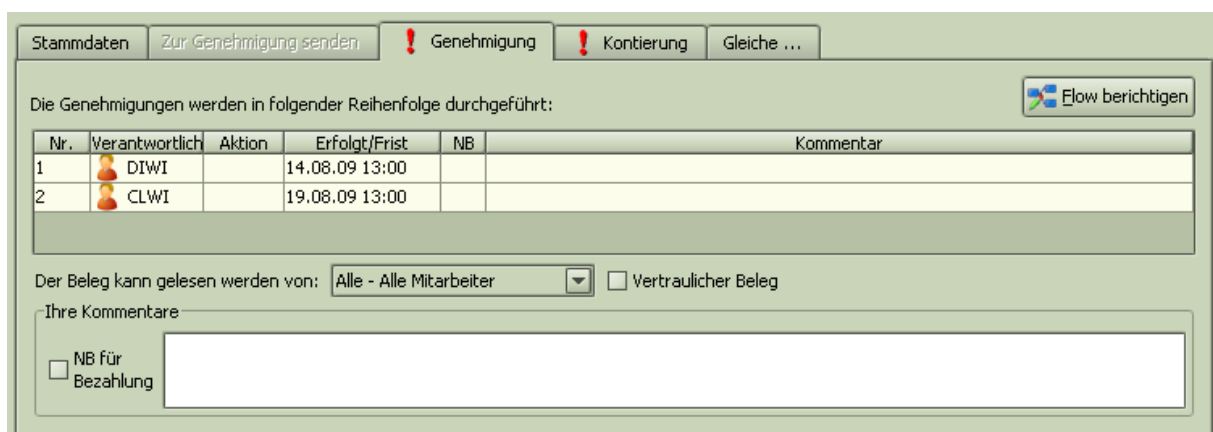 Stammdaten Zur Genehmigung senden Genehmigung Kontierung Gleiche ...
Die Genehmigungen werden in folgender Reihenfolge durchgeführt: Flow berichtigen
Nr. Verantwortlich Aktion Erfolgt/Frist NB Kommentar
1 DIWI 14.08.09 13:00
2 CLWI 19.08.09 13:00
Der Beleg kann gelesen werden von: Alle - Alle Mitarbeiter Vertraulicher Beleg
Ihre Kommentare
NB für
Bezahlung